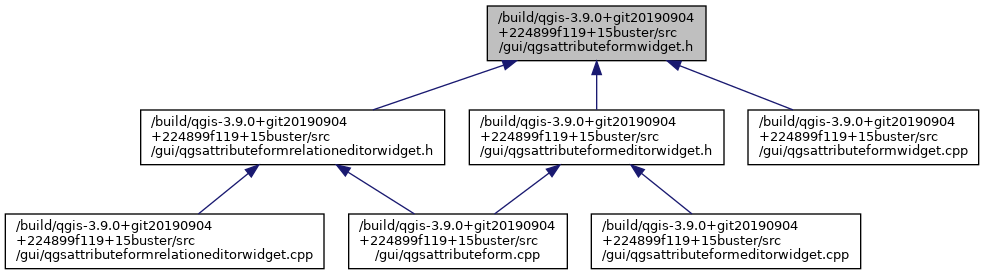 /build/qgis-3.9.0+git20190904
+224899f119+15buster/src
/gui/qgsattributeformwidget.h
/build/qgis-3.9.0+git20190904
+224899f119+15buster/src
/gui/qgsattributeformrelationeditorwidget.h
/build/qgis-3.9.0+git20190904
+224899f119+15buster/src
/gui/qgsattributeformeditorwidget.h
/build/qgis-3.9.0+git20190904
+224899f119+15buster/src
/gui/qgsattributeformwidget.cpp
/build/qgis-3.9.0+git20190904
+224899f119+15buster/src
/gui/qgsattributeformrelationeditorwidget.cpp
/build/qgis-3.9.0+git20190904
+224899f119+15buster/src
/gui/qgsattributeform.cpp
/build/qgis-3.9.0+git20190904
+224899f119+15buster/src
/gui/qgsattributeformeditorwidget.cpp